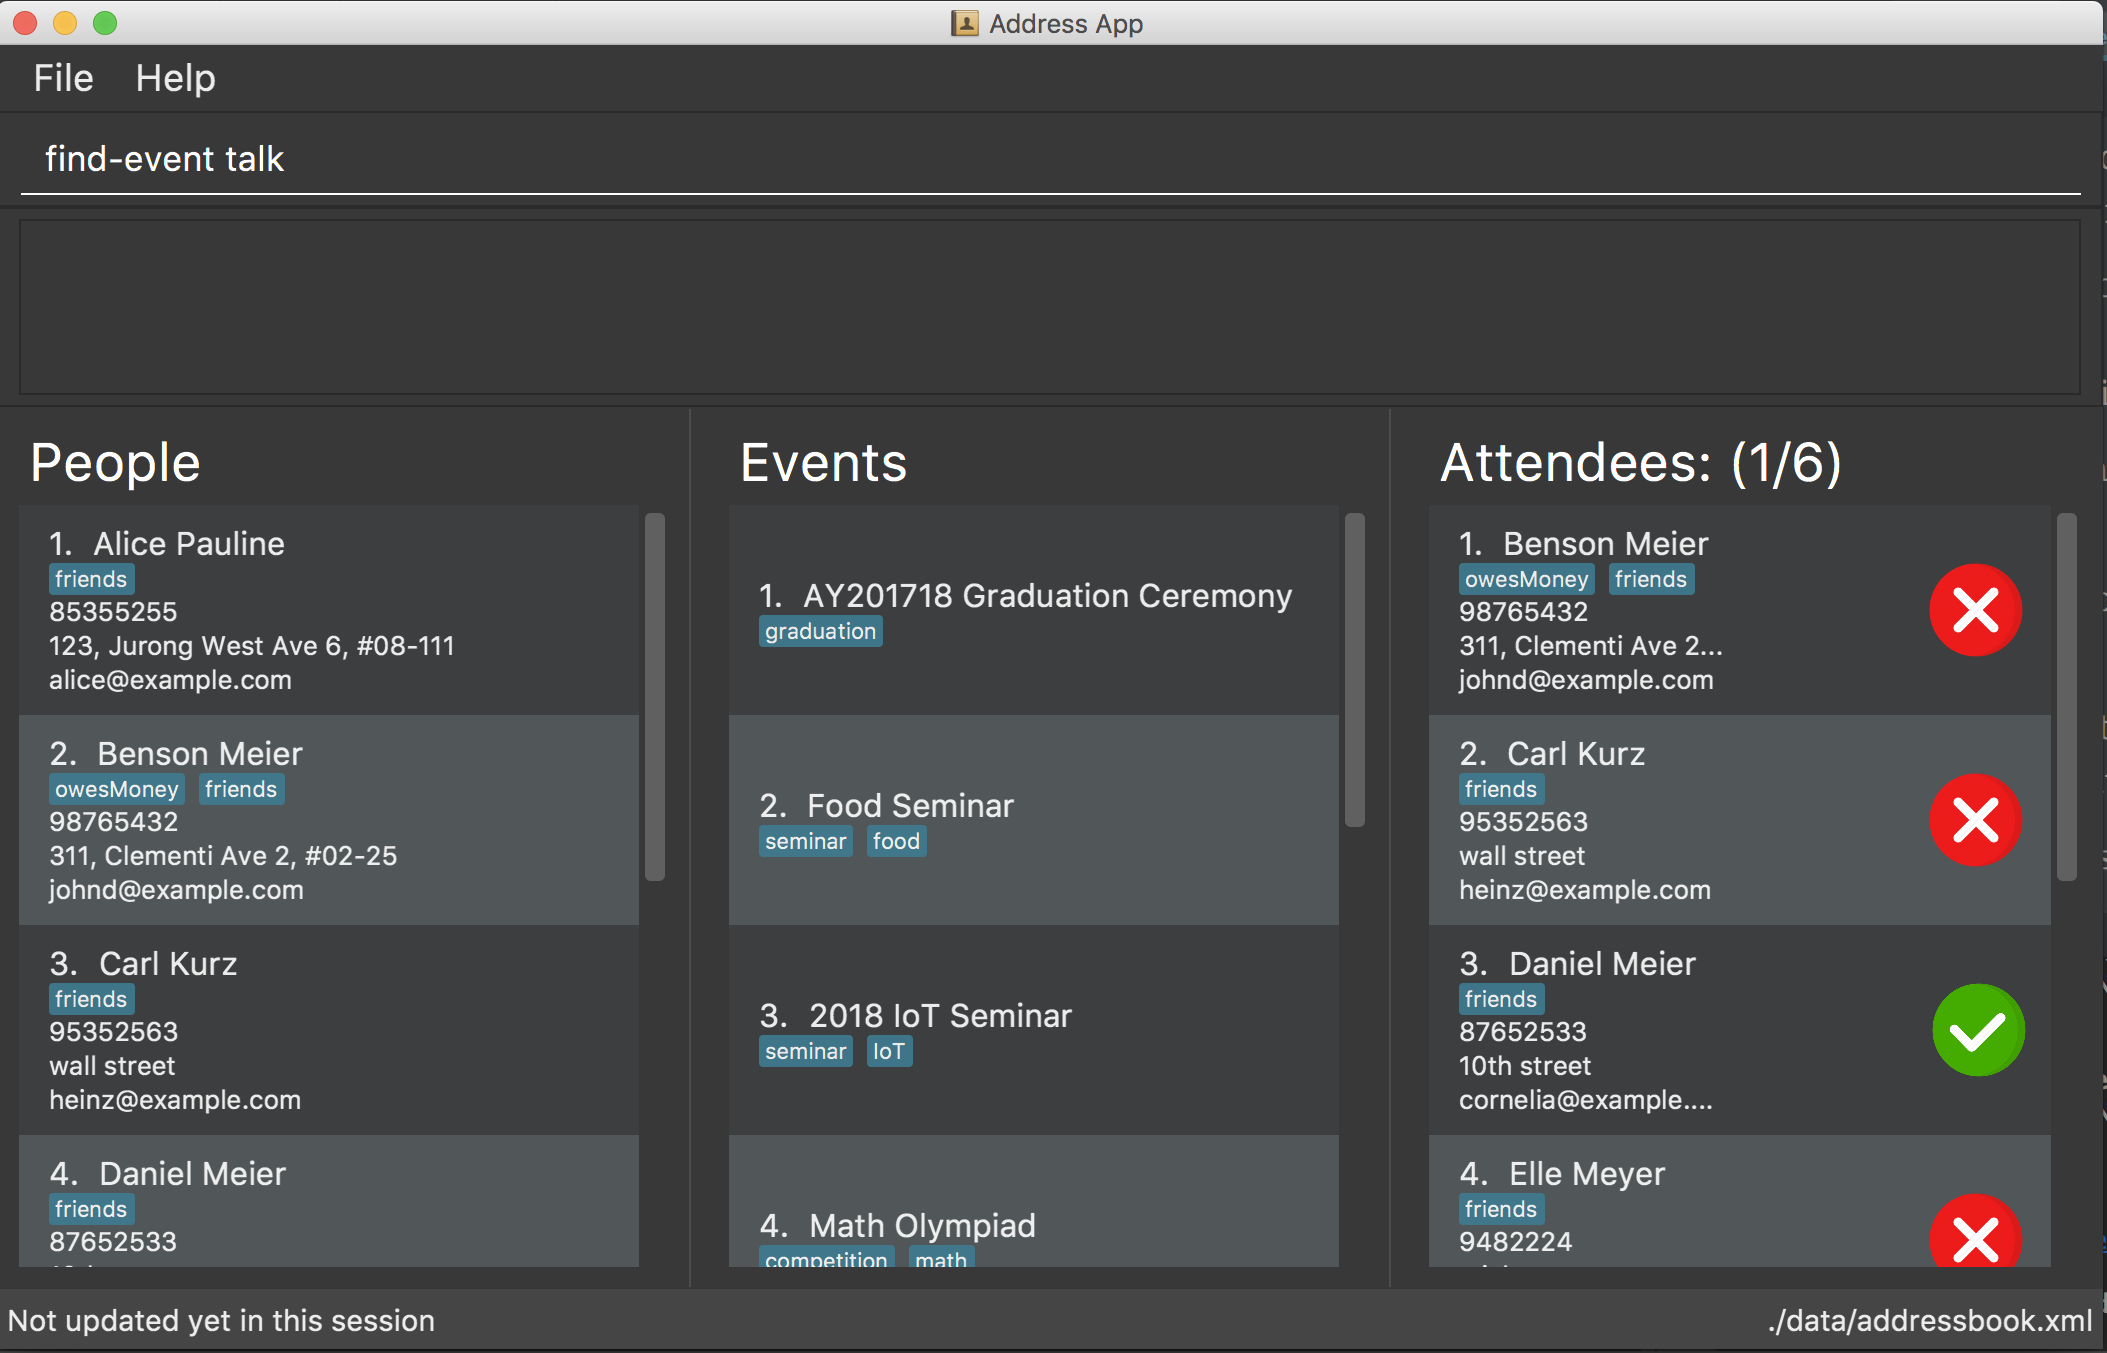 Address App
File Help
find-event talk
People
1. Alice Pauline
friends
85355255
123, Jurong West Ave 6, #08-111
alice@example.com
2. Benson Meier
owesMoney friends
98765432
311, Clementi Ave 2, #02-25
johnd@example.com
3. Carl Kurz
friends
95352563
wall street
heinz@example.com
4. Daniel Meier
friends
87652533
Events
1. AY201718 Graduation Ceremony
graduation
2. Food Seminar
seminar food
3. 2018 IoT Seminar
seminar IoT
4. Math Olympiad
competition math
Attendees: (1/6)
1. Benson Meier
owesMoney friends
98765432
311, Clementi Ave 2...
johnd@example.com
2. Carl Kurz
friends
95352563
wall street
heinz@example.com
3. Daniel Meier
friends
87652533
10th street
cornelia@example....
4. Elle Meyer
friends
9482224
Not updated yet in this session
./data/addressbook.xml